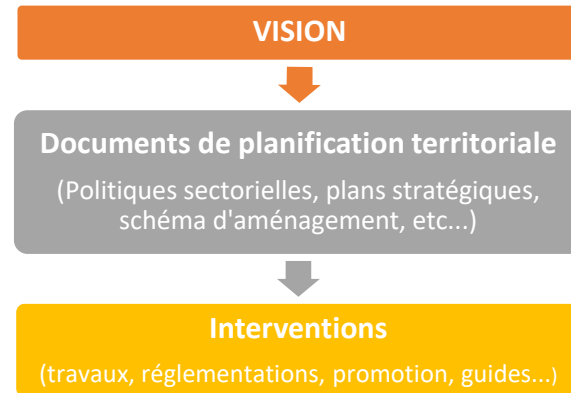 VISION
Documents de planification territoriale
(Politiques sectorielles, plans stratégiques,
schéma d'aménagement, etc...)
Interventions
(travaux, réglementations, promotion, guides...)